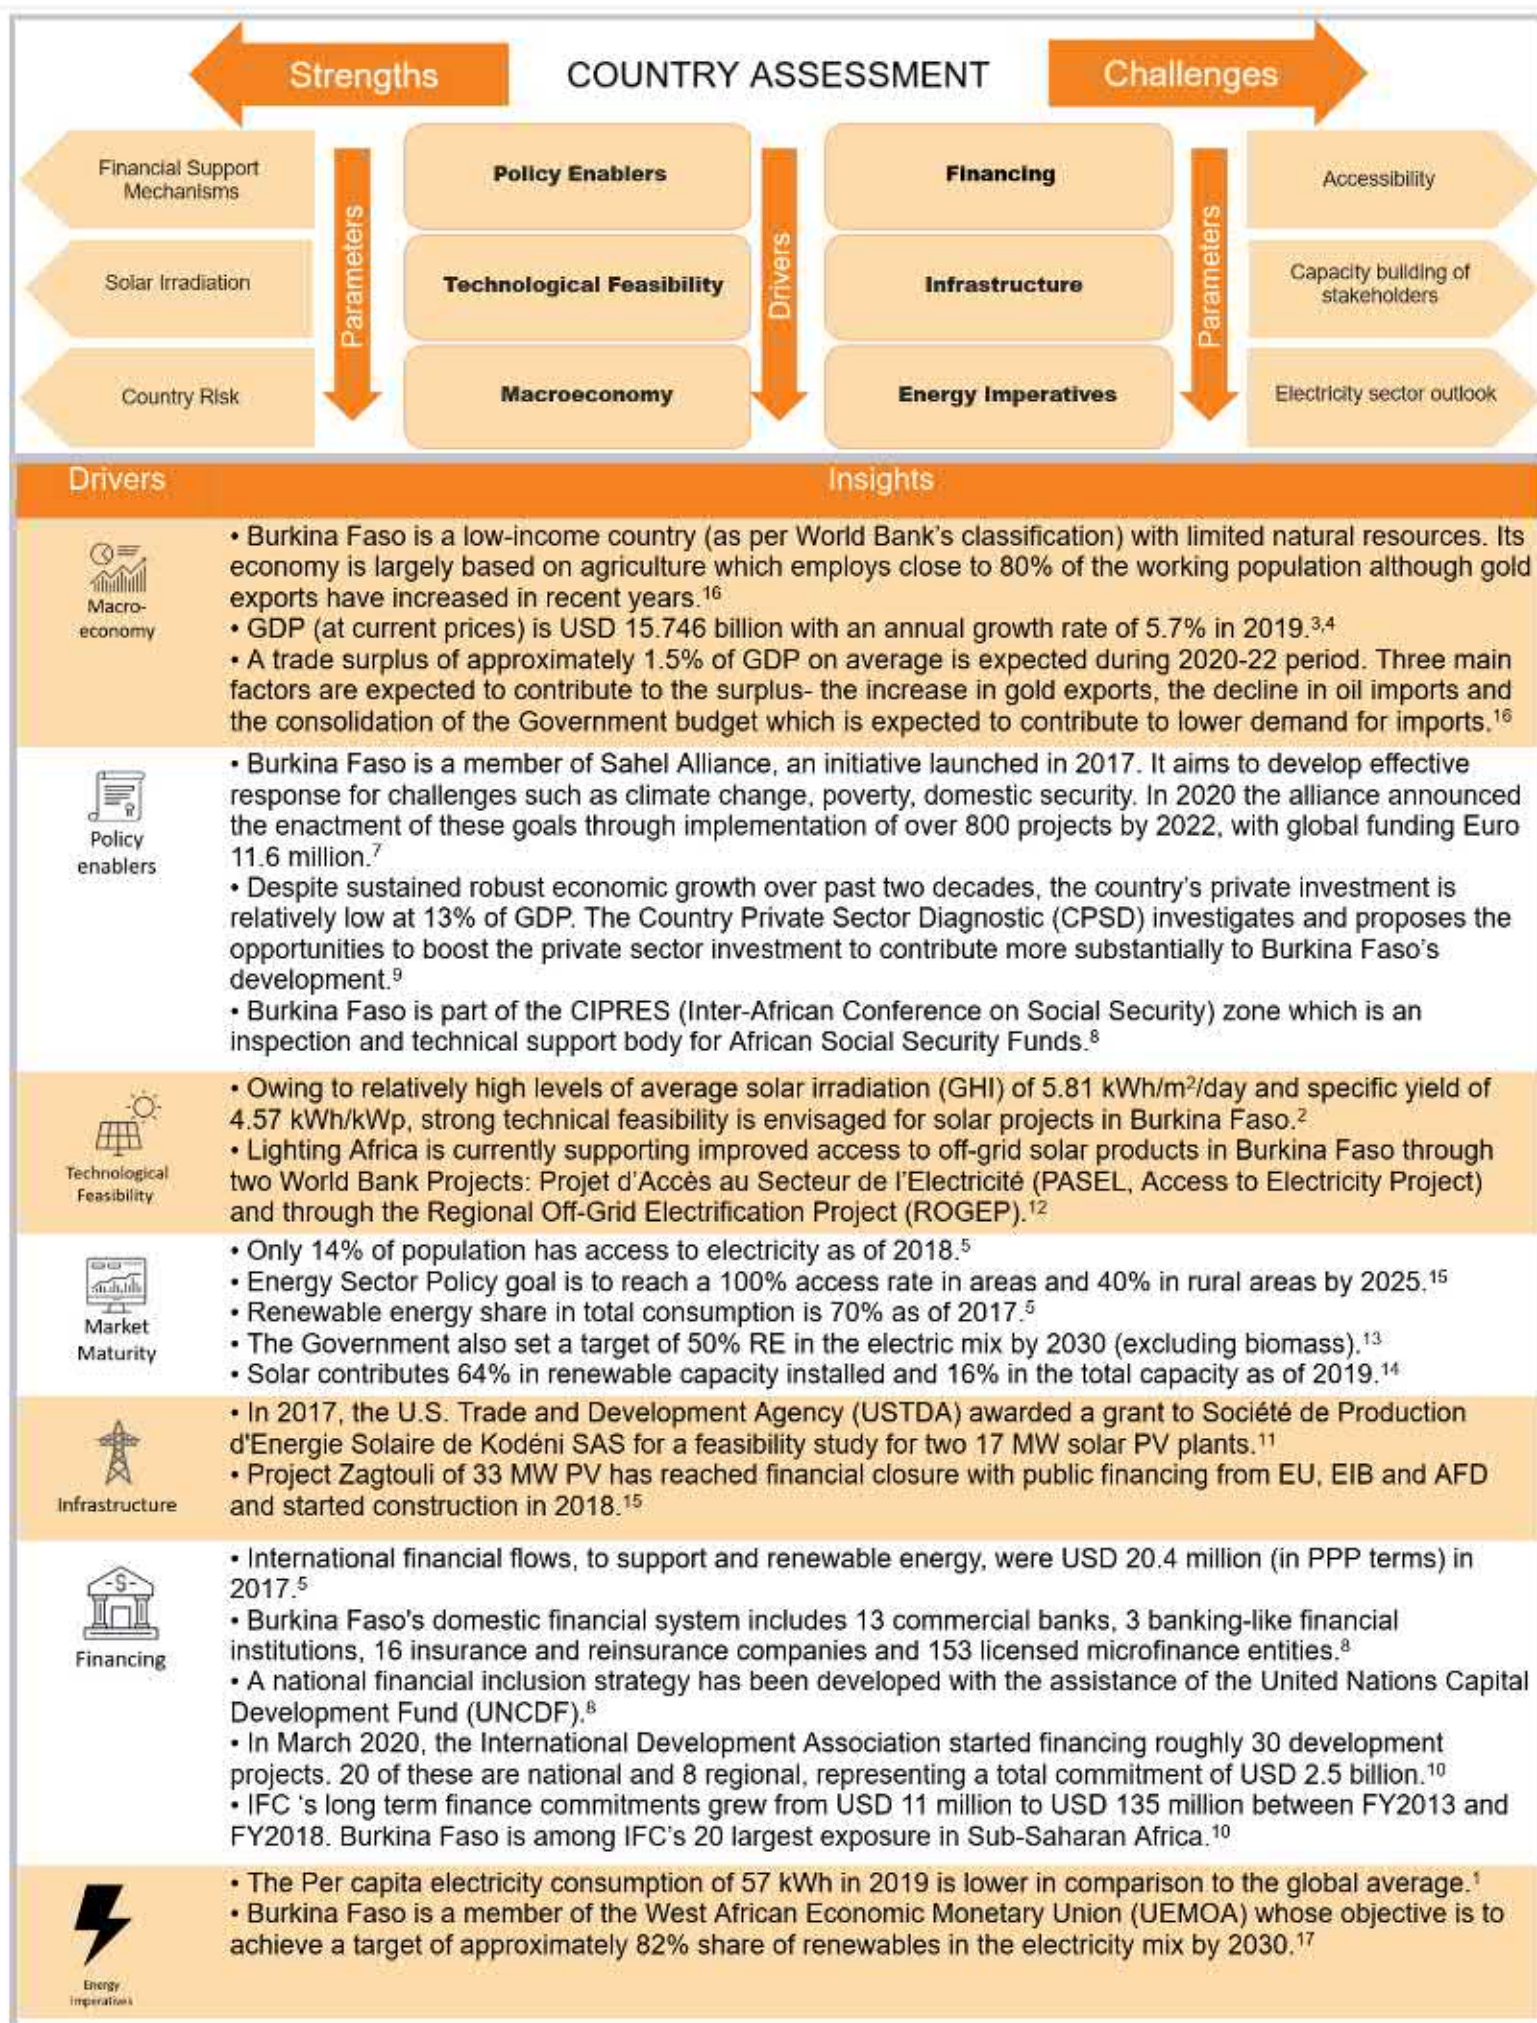 Strengths
COUNTRY ASSESSMENT
Challenges
Financial Support
Mechanisms
Solar Irradiation
Country Risk
Parameters
Policy Enablers
Technological Feasibility
Macroeconomy
Drivers
Financing
Infrastructure
Energy Imperatives
Parameters
Accessibility
Capacity building of
stakeholders
Electricity sector outlook
Drivers
Insights
Macro-
economy
• Burkina Faso is a low-income country (as per World Bank's classification) with limited natural resources. Its
economy is largely based on agriculture which employs close to 80% of the working population although gold
exports have increased in recent years.16
• GDP (at current prices) is USD 15.746 billion with an annual growth rate of 5.7% in 2019.3,4
• A trade surplus of approximately 1.5% of GDP on average is expected during 2020-22 period. Three main
factors are expected to contribute to the surplus- the increase in gold exports, the decline in oil imports and
the consolidation of the Government budget which is expected to contribute to lower demand for imports.16
Policy
enablers
• Burkina Faso is a member of Sahel Alliance, an initiative launched in 2017. It aims to develop effective
response for challenges such as climate change, poverty, domestic security. In 2020 the alliance announced
the enactment of these goals through implementation of over 800 projects by 2022, with global funding Euro
11.6 million.7
• Despite sustained robust economic growth over past two decades, the country's private investment is
relatively low at 13% of GDP. The Country Private Sector Diagnostic (CPSD) investigates and proposes the
opportunities to boost the private sector investment to contribute more substantially to Burkina Faso's
development.9
• Burkina Faso is part of the CIPRES (Inter-African Conference on Social Security) zone which is an
inspection and technical support body for African Social Security Funds.8
Technological
Feasibility
• Owing to relatively high levels of average solar irradiation (GHI) of 5.81 kWh/m2/day and specific yield of
4.57 kWh/kWp, strong technical feasibility is envisaged for solar projects in Burkina Faso.2
• Lighting Africa is currently supporting improved access to off-grid solar products in Burkina Faso through
two World Bank Projects: Projet d'Accès au Secteur de l'Electricité (PASEL, Access to Electricity Project)
and through the Regional Off-Grid Electrification Project (ROGEP).12
Market
Maturity
• Only 14% of population has access to electricity as of 2018.5
• Energy Sector Policy goal is to reach a 100% access rate in areas and 40% in rural areas by 2025.15
• Renewable energy share in total consumption is 70% as of 2017.5
• The Government also set a target of 50% RE in the electric mix by 2030 (excluding biomass).13
• Solar contributes 64% in renewable capacity installed and 16% in the total capacity as of 2019.14
Infrastructure
• In 2017, the U.S. Trade and Development Agency (USTDA) awarded a grant to Société de Production
d'Energie Solaire de Kodéni SAS for a feasibility study for two 17 MW solar PV plants.11
• Project Zagtouli of 33 MW PV has reached financial closure with public financing from EU, EIB and AFD
and started construction in 2018.15
Financing
• International financial flows, to support and renewable energy, were USD 20.4 million (in PPP terms) in
2017.5
• Burkina Faso's domestic financial system includes 13 commercial banks, 3 banking-like financial
institutions, 16 insurance and reinsurance companies and 153 licensed microfinance entities.8
• A national financial inclusion strategy has been developed with the assistance of the United Nations Capital
Development Fund (UNCDF).8
• In March 2020, the International Development Association started financing roughly 30 development
projects. 20 of these are national and 8 regional, representing a total commitment of USD 2.5 billion.10
• IFC 's long term finance commitments grew from USD 11 million to USD 135 million between FY2013 and
FY2018. Burkina Faso is among IFC's 20 largest exposure in Sub-Saharan Africa.10
Energy
Imperatives
• The Per capita electricity consumption of 57 kWh in 2019 is lower in comparison to the global average.1
• Burkina Faso is a member of the West African Economic Monetary Union (UEMOA) whose objective is to
achieve a target of approximately 82% share of renewables in the electricity mix by 2030.17